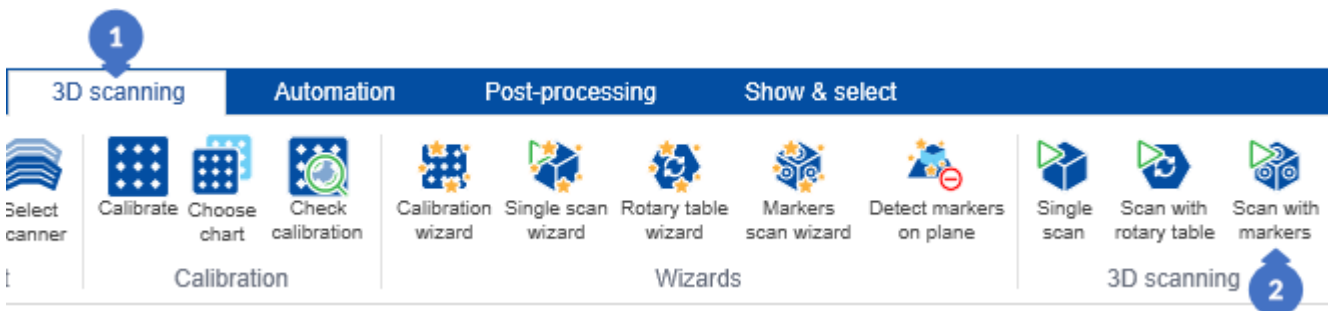 1
3D scanning Automation Post-processing Show & select
Select scanner
Calibrate
Choose chart
Check calibration
Calibration wizard
Single scan wizard
Rotary table wizard
Markers scan wizard
Detect markers on plane
Single scan
Scan with rotary table
Scan with markers
t Calibration Wizards 3D scanning
2